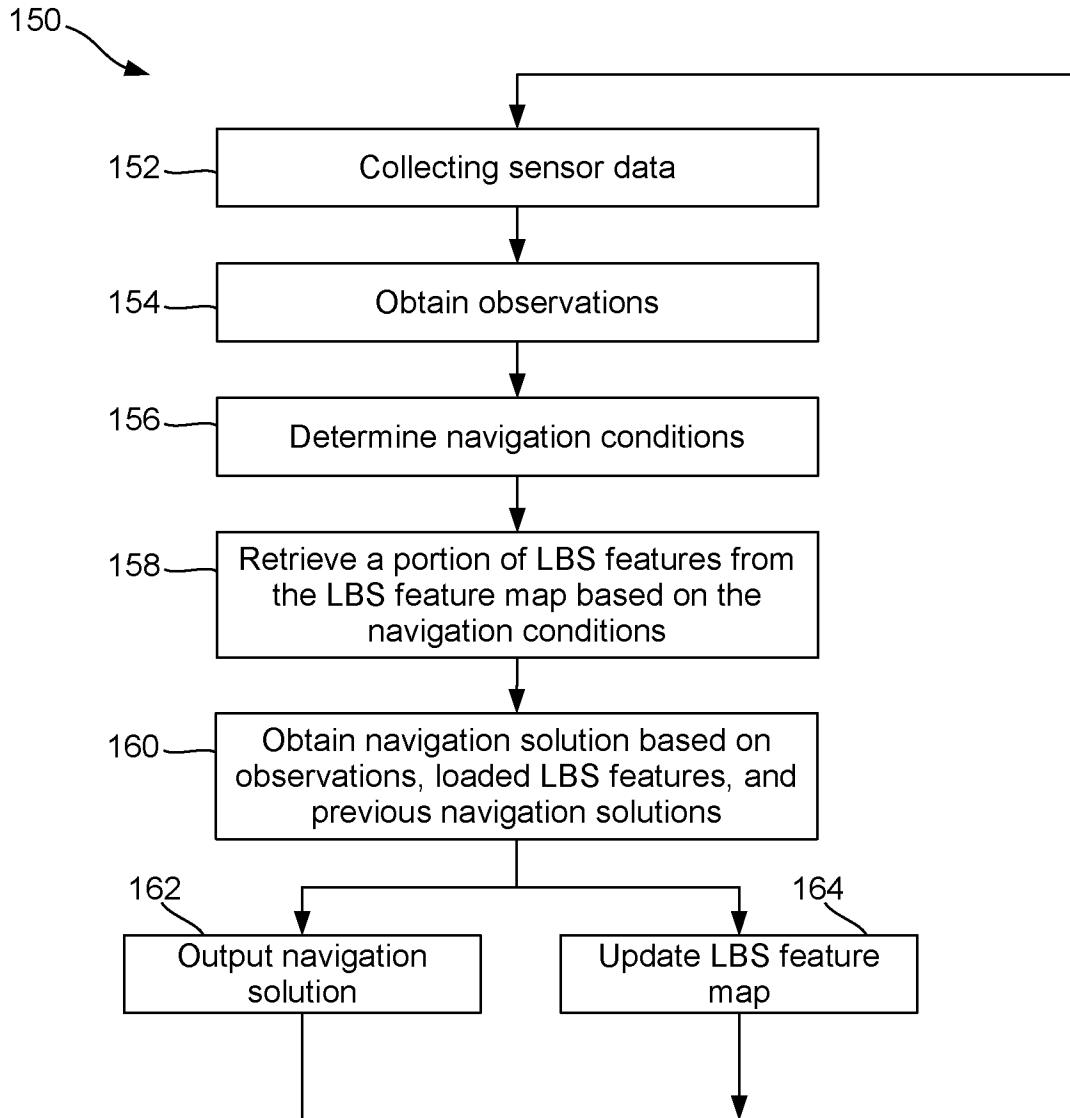 150
152
Collecting sensor data
154
Obtain observations
156
Determine navigation conditions
158
Retrieve a portion of LBS features from
the LBS feature map based on the
navigation conditions
160
Obtain navigation solution based on
observations, loaded LBS features, and
previous navigation solutions
162
Output navigation
solution
164
Update LBS feature
map